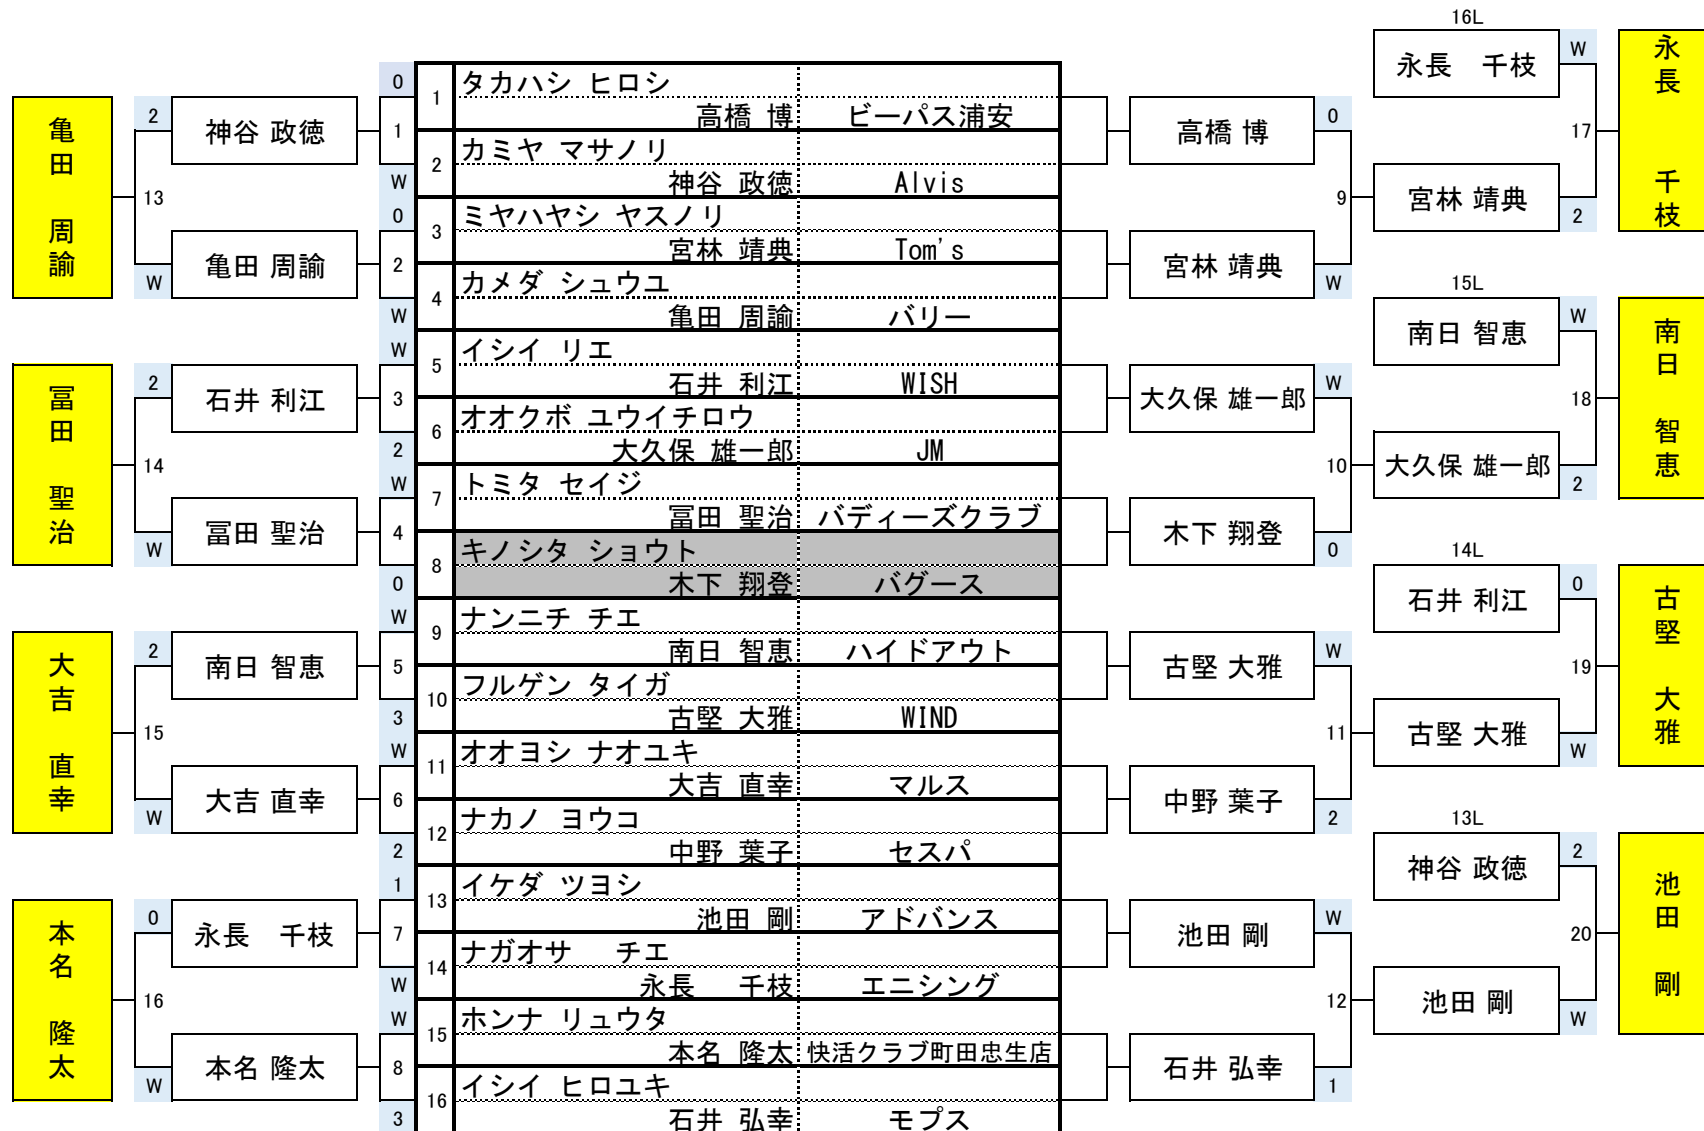 16L
永長　千枝 W
永長　千枝
17
宮林 靖典 2
亀田　周諭
2 神谷 政徳
13
W 亀田 周諭
0
1
W
1 タカハシ ヒロシ
高橋 博 ビーパス浦安
2 カミヤ マサノリ
神谷 政徳 Alvis
0
2
W
3 ミヤハヤシ ヤスノリ
宮林 靖典 Tom's
4 カメダ シュウユ
亀田 周諭 バリー
高橋 博 0
9
宮林 靖典 W
冨田　聖治
2 石井 利江
14
W 冨田 聖治
W
3
2
5 イシイ リエ
石井 利江 WISH
6 オオクボ ユウイチロウ
大久保 雄一郎 JM
W
4
0
7 トミタ セイジ
冨田 聖治 バディーズクラブ
8 キノシタ ショウト
木下 翔登 バグース
大久保 雄一郎 W
10
木下 翔登 0
15L
南日 智恵 W
18
大久保 雄一郎 2
南日　智恵
大吉　直幸
2 南日 智恵
15
W 大吉 直幸
W
5
3
9 ナンニチ チエ
南日 智恵 ハイドアウト
10 フルゲン タイガ
古堅 大雅 WIND
W
6
2
11 オオヨシ ナオユキ
大吉 直幸 マルス
12 ナカノ ヨウコ
中野 葉子 セスパ
古堅 大雅 W
11
中野 葉子 2
14L
石井 利江 0
19
古堅 大雅 W
古堅　大雅
本名　隆太
0 永長　千枝
16
W 本名 隆太
1
7
W
13 イケダ ツヨシ
池田 剛 アドバンス
14 ナガオサ　チエ
永長　千枝 エニシング
W
8
3
15 ホンナ リュウタ
本名 隆太 快活クラブ町田忠生店
16 イシイ ヒロユキ
石井 弘幸 モプス
池田 剛 W
12
石井 弘幸 1
13L
神谷 政徳 2
20
池田 剛 W
池田　剛